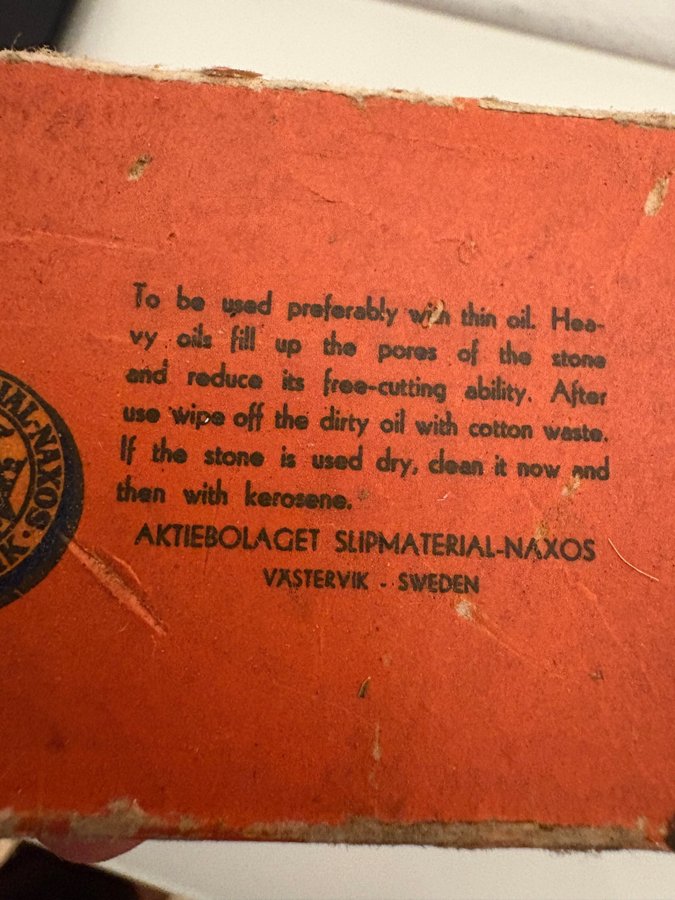 To be used preferably with thin oil. Hea-
vy oils fill up the pores of the stone
and reduce its free-cutting ability. After
use wipe off the dirty oil with cotton waste.
If the stone is used dry, clean it now and
then with kerosene.
AKTIEBOLAGET SLIPMATERIAL-NAXOS
VÄSTERVIK - SWEDEN
IAL-NAXOS.